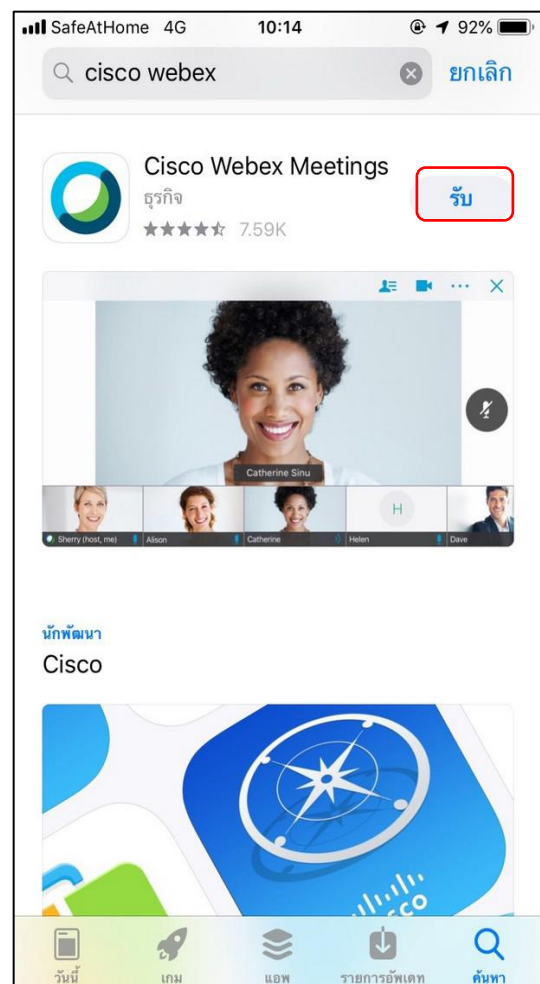 SafeAtHome 4G 10:14 92%
cisco webex ยกเลิก
Cisco Webex Meetings
ธุรกิจ
รับ
7.59K
Catherine Sinu
H
Sherry (host, me) Alison Catherine Helen Dave
นักพัฒนา
Cisco
cisco
วันนี้ เกม แอพ รายการอัพเดท ค้นหา